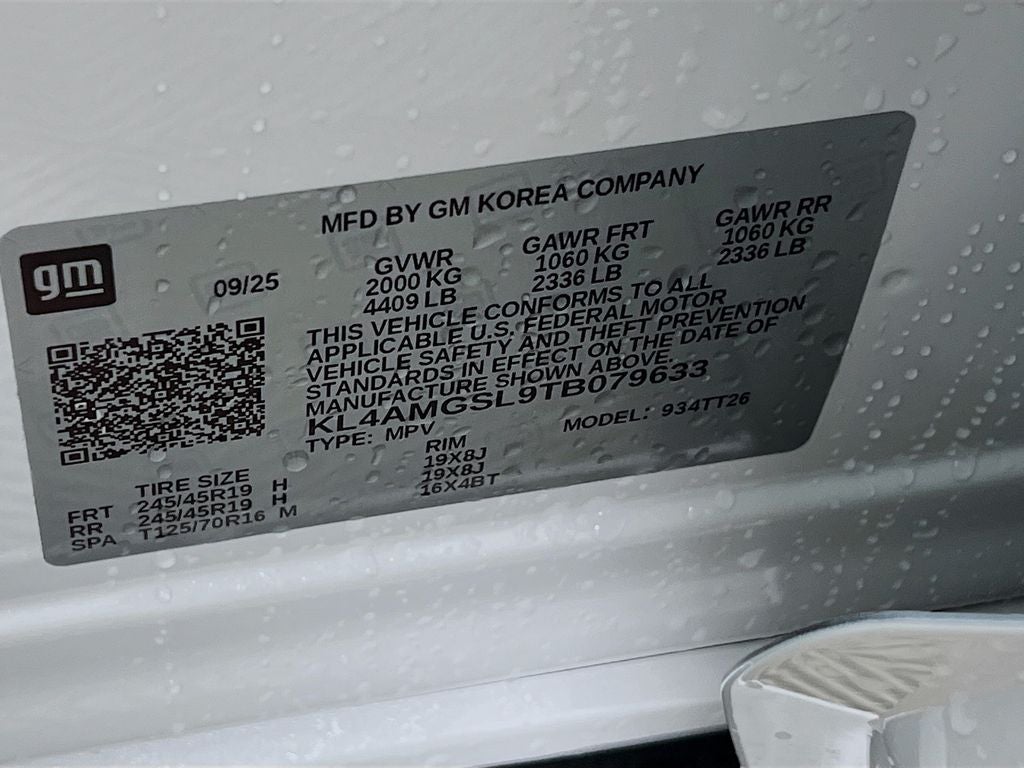 MFD BY GM KOREA COMPANY
gm
09/25
GVWR GAWR FRT GAWR RR
2000 KG 1060 KG 1060 KG
4409 LB 2336 LB 2336 LB
THIS VEHICLE CONFORMS TO ALL
APPLICABLE U.S. FEDERAL MOTOR
VEHICLE SAFETY AND THEFT PREVENTION
STANDARDS IN EFFECT ON THE DATE OF
MANUFACTURE SHOWN ABOVE.
KL4AMGSL9TB079633
TYPE: MPV MODEL: 934TT26
TIRE SIZE RIM
FRT 245/45R19 H 19X8J
RR 245/45R19 H 19X8J
SPA T125/70R16 M 16X4BT